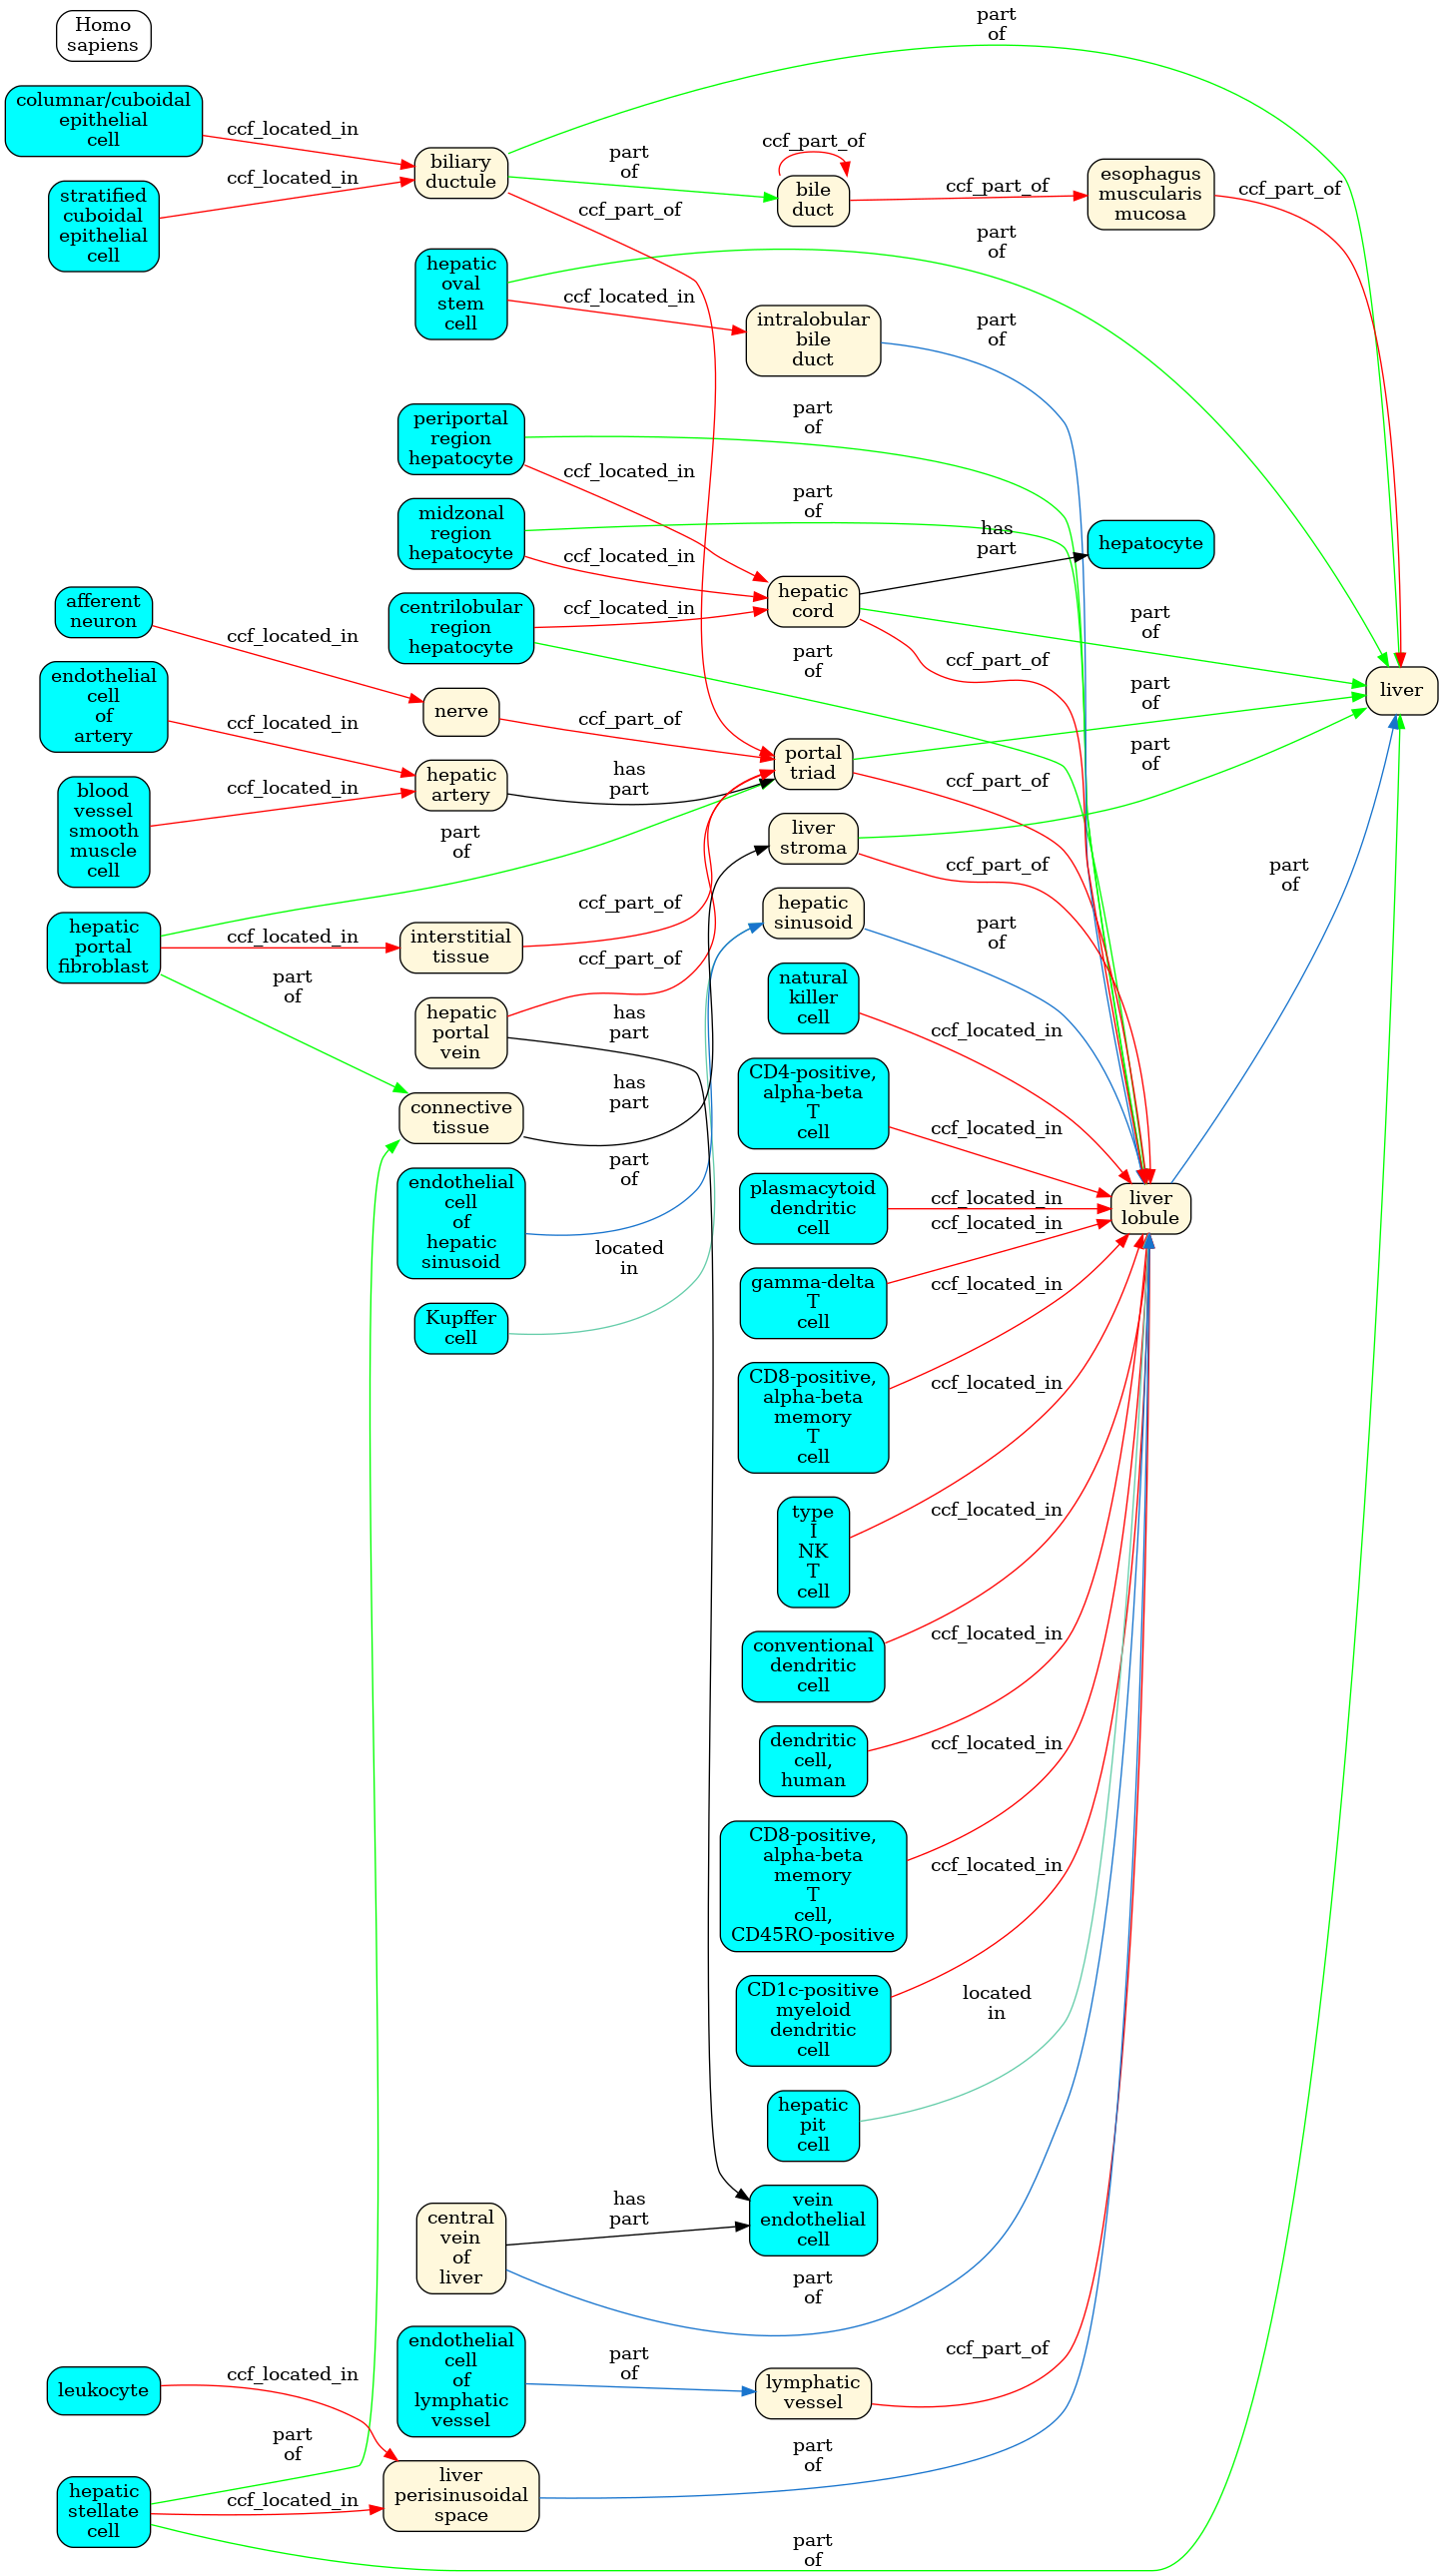 Homo
sapiens
columnar/cuboidal
epithelial
cell
stratified
cuboidal
epithelial
cell
afferent
neuron
endothelial
cell
of
artery
blood
vessel
smooth
muscle
cell
hepatic
portal
fibroblast
leukocyte
hepatic
stellate
cell
ccf_located_in
ccf_located_in
ccf_located_in
ccf_located_in
ccf_located_in
ccf_located_in
part
of
ccf_located_in
part
of
ccf_located_in
biliary
ductule
hepatic
oval
stem
cell
periportal
region
hepatocyte
midzonal
region
hepatocyte
centrilobular
region
hepatocyte
nerve
hepatic
artery
part
of
interstitial
tissue
hepatic
portal
vein
connective
tissue
endothelial
cell
of
hepatic
sinusoid
Kupffer
cell
central
vein
of
liver
endothelial
cell
of
lymphatic
vessel
liver
perisinusoidal
space
part
of
ccf_part_of
ccf_located_in
ccf_located_in
ccf_located_in
ccf_located_in
ccf_part_of
has
part
ccf_part_of
ccf_part_of
has
part
has
part
part
of
located
in
has
part
part
of
ccf_part_of
bile
duct
intralobular
bile
duct
part
of
part
of
hepatic
cord
part
of
portal
triad
liver
stroma
hepatic
sinusoid
natural
killer
cell
CD4-positive,
alpha-beta
T
cell
plasmacytoid
dendritic
cell
gamma-delta
T
cell
CD8-positive,
alpha-beta
memory
T
cell
type
I
NK
T
cell
conventional
dendritic
cell
dendritic
cell,
human
CD8-positive,
alpha-beta
memory
T
cell,
CD45RO-positive
CD1c-positive
myeloid
dendritic
cell
hepatic
pit
cell
vein
endothelial
cell
part
of
lymphatic
vessel
part
of
part
of
part
of
ccf_part_of
part
of
part
of
has
part
ccf_part_of
ccf_part_of
ccf_part_of
part
of
ccf_located_in
ccf_located_in
ccf_located_in
ccf_located_in
ccf_located_in
ccf_located_in
ccf_located_in
ccf_located_in
ccf_located_in
ccf_located_in
located
in
ccf_part_of
esophagus
muscularis
mucosa
hepatocyte
part
of
part
of
part
of
liver
lobule
ccf_part_of
part
of
liver